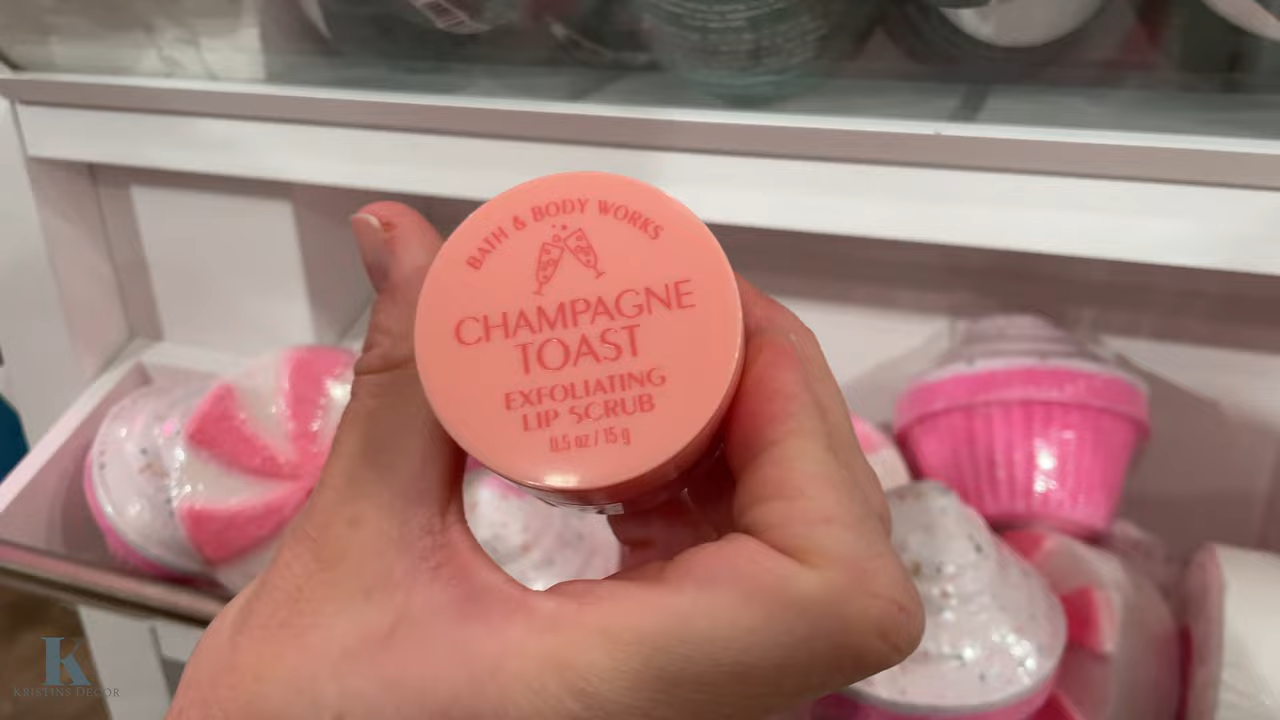 BATH & BODY WORKS
CHAMPAGNE
TOAST
EXFOLIATING
LIP SCRUB
0.5 oz / 15 g
K
KRISTINS DECOR